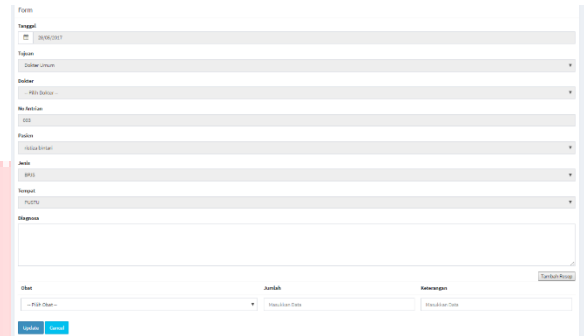 Form
Tanggal
Tujuan
Dokter Umum
Dokter
-- Pilih Dokter --
No Antrian
Pasien
Jenis
BPJS
Tempat
Diagnosa
Tambah Resep
Obat Jumlah Keterangan
-- Pilih Obat -- Masukkan Data Masukkan Data
Update Cancel